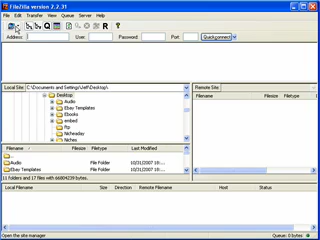 FileZilla version 2.2.31
File Edit Transfer View Queue Server Help
Address: User: Password: Port: Quickconnect
Local Site: C:\Documents and Settings\Jeff\Desktop\ Remote Site:
Desktop
Audio
Ebay Templates
Ebooks
embed
ftp
Nicheaday
Niches
Filename Filesize Filetype
Filename Filesize Filetype Last Modified
..
Audio File Folder 10/31/2007 10:...
Ebay Templates File Folder 10/31/2007 10:...
11 folders and 17 files with 66804239 bytes.
Local Filename Size Direction Remote Filename Host Status
Open the site manager Queue: 0 bytes